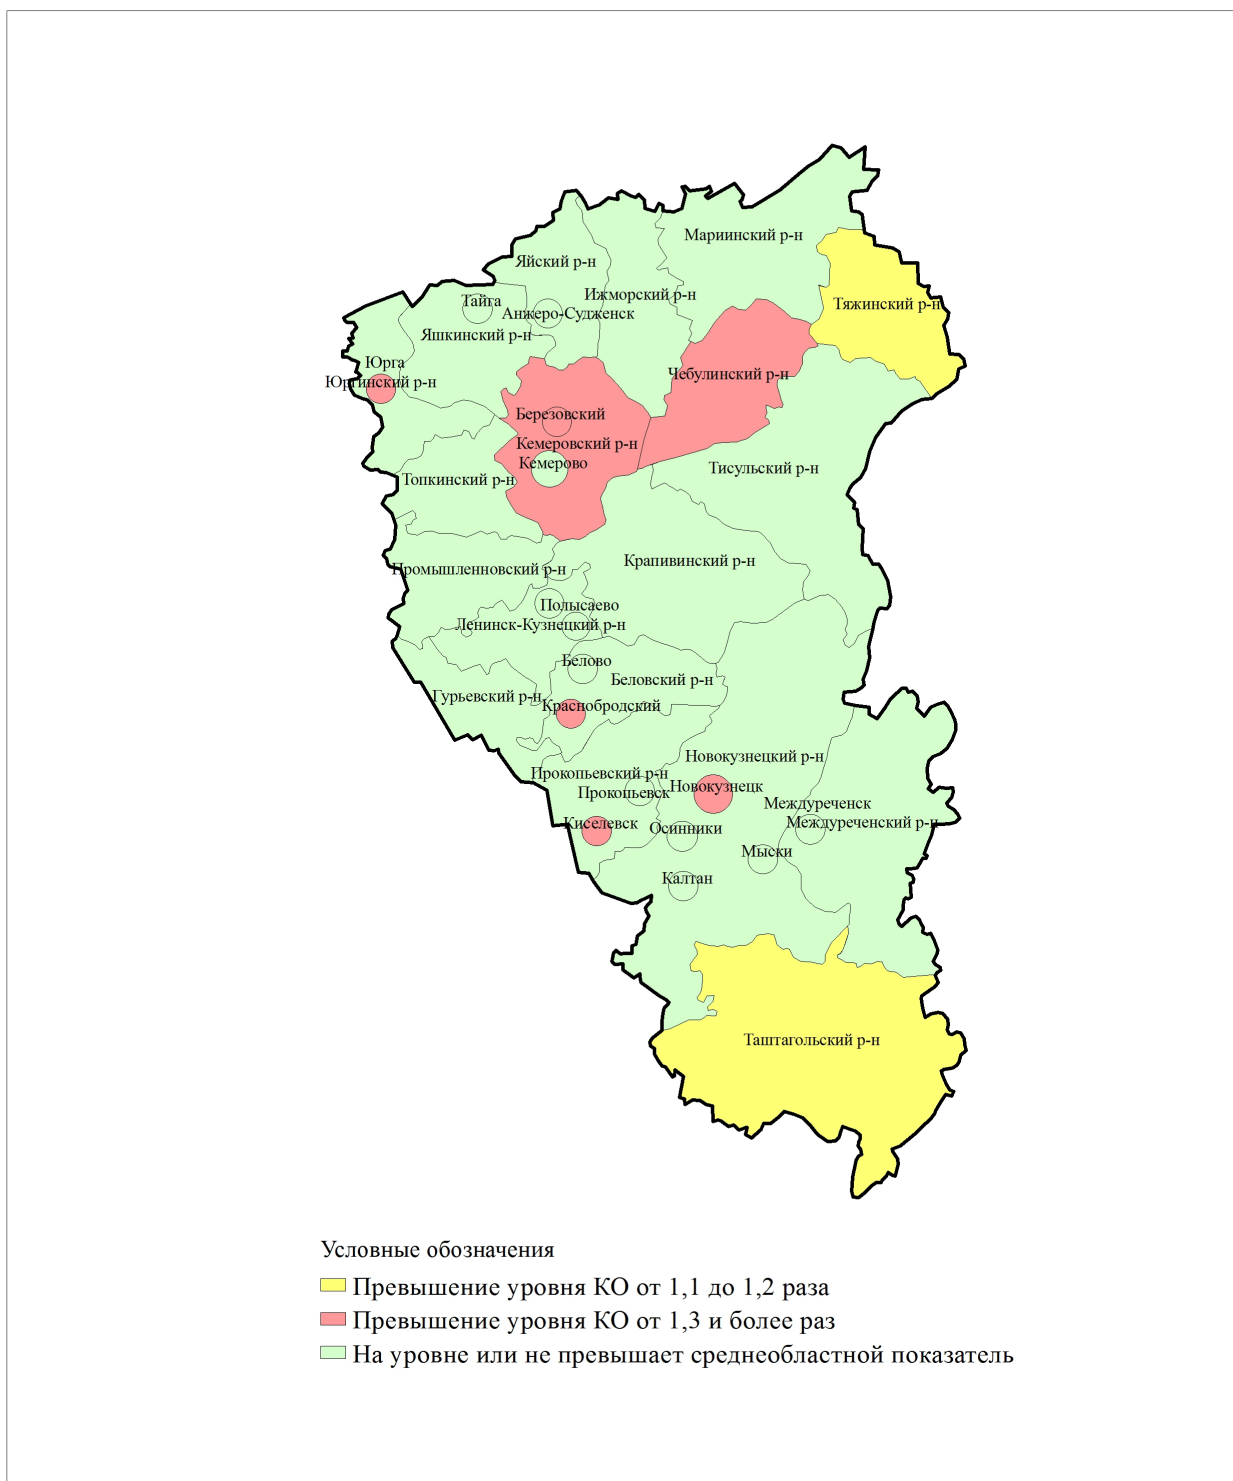 Мариинский р-н
Яйский р-н
Ижморский р-н
Тайга
Тяжинский р-н
Анжеро-Судженск
Яшкинский р-н
Юрга
Чебулинский р-н
Юргинский р-н
Березовский
Кемеровский р-н
Кемерово
Тисульский р-н
Топкинский р-н
Крапивинский р-н
Промышленновский р-н
Полысаево
Ленинск-Кузнецкий р-н
Белово
Беловский р-н
Гурьевский р-н
Краснобродский
Новокузнецкий р-н
Прокопьевский р-н
Новокузнецк
Прокопьевск
Междуреченск
Киселевск
Осинники
Междуреченский р-н
Мыски
Калтан
Таштагольский р-н
Условные обозначения
Превышение уровня КО от 1,1 до 1,2 раза
Превышение уровня КО от 1,3 и более раз
На уровне или не превышает среднеобластной показатель